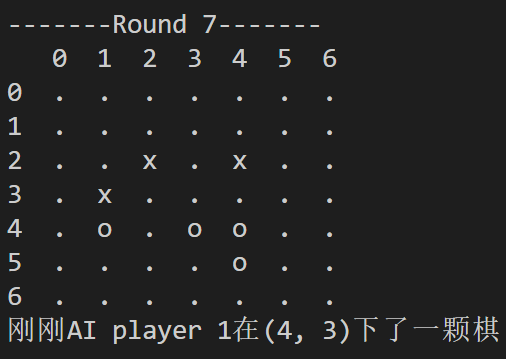 -------Round 7-------
   0  1  2  3  4  5  6
0  .  .  .  .  .  .  .
1  .  .  .  .  .  .  .
2  .  .  x  .  x  .  .
3  .  x  .  .  .  .  .
4  .  o  .  o  o  .  .
5  .  .  .  .  o  .  .
6  .  .  .  .  .  .  .
刚刚AI player 1在(4, 3)下了一颗棋